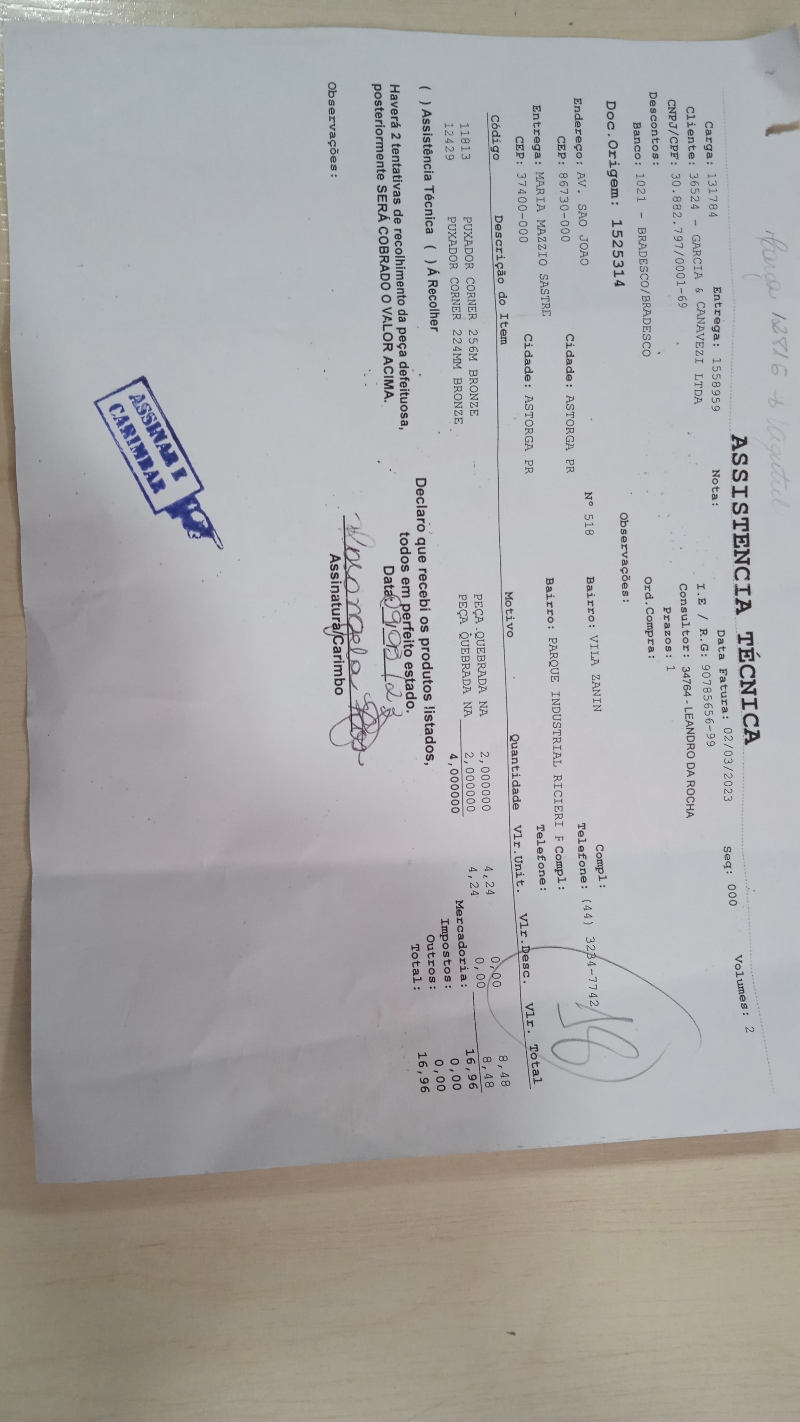 ASSISTENCIA TÉCNICA
Carga: 131784 Entrega: 1558959 Nota: Data Fatura: 02/03/2023 Seq: 000 Volumes: 2
Cliente: 36524 - GARCIA & CANAVEZI LTDA I.E / R.G: 90785656-99
CNPJ/CPF: 30.882.797/0001-69 Consultor: 34764 - LEANDRO DA ROCHA
Descontos: Prazos: 1
Banco: 1021 - BRADESCO/BRADESCO Ord.Compra:
Doc.Origem: 1525314 Observações:
Endereço: AV. SAO JOAO Nº 518 Bairro: VILA ZANIN Compl:
CEP: 86730-000 Cidade: ASTORGA PR Telefone: (44) 3234-7742
Entrega: MARIA MAZZIO SASTRE Bairro: PARQUE INDUSTRIAL RICIERI F Compl:
CEP: 37400-000 Cidade: ASTORGA PR Telefone:
Código Descrição do Item Motivo Quantidade Vlr.Unit. Vlr.Desc. Vlr. Total
11813 PUXADOR CORNER 256M BRONZE PEÇA QUEBRADA NA 2,000000 4,24 0,00 8,48
12429 PUXADOR CORNER 224MM BRONZE PEÇA QUEBRADA NA 2,000000 4,24 0,00 8,48
4,000000 Mercadoria: 16,96
Impostos: 0,00
Outros: 0,00
Total: 16,96
( ) Assistência Técnica ( ) Á Recolher
Haverá 2 tentativas de recolhimento da peça defeituosa,
posteriormente SERÁ COBRADO O VALOR ACIMA.
Declaro que recebi os produtos listados,
todos em perfeito estado.
Data: 09/03/23
Assinatura/Carimbo
Observações:
ASSINAR E
CARIMBAR